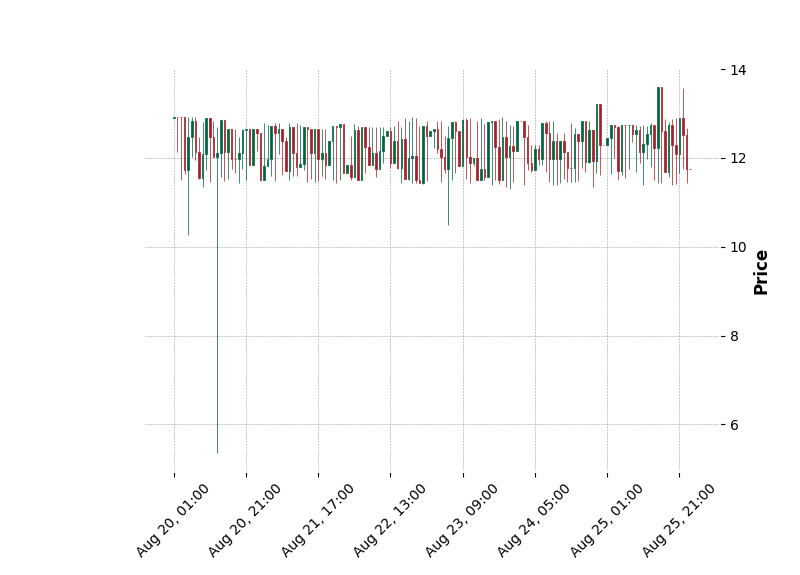 14
12
10
8
6
Price
Aug 20, 01:00
Aug 20, 21:00
Aug 21, 17:00
Aug 22, 13:00
Aug 23, 09:00
Aug 24, 05:00
Aug 25, 01:00
Aug 25, 21:00